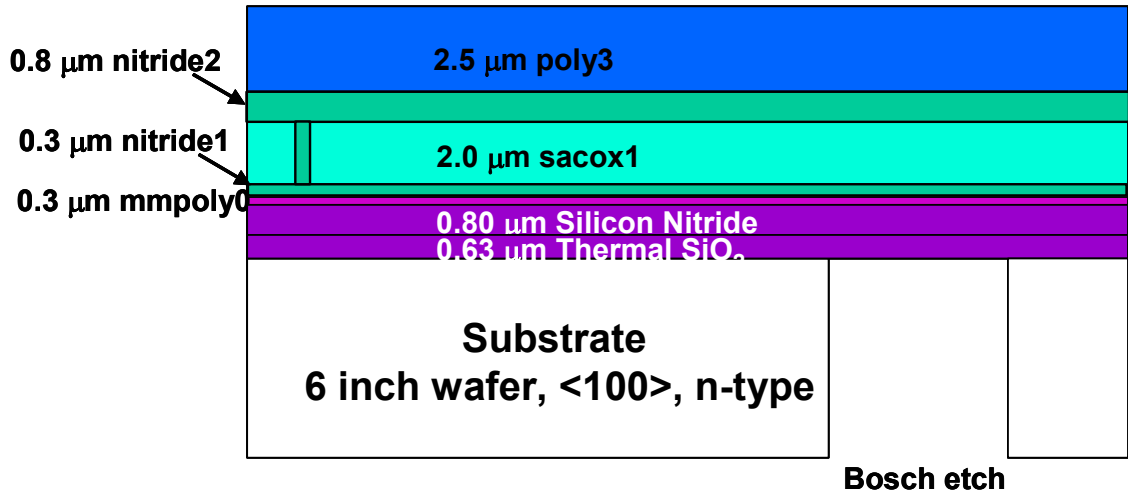 0.8 μm nitride2
2.5 μm poly3
0.3 μm nitride1
2.0 μm sacox1
0.3 μm mmpoly0
0.80 μm Silicon Nitride
0.63 μm Thermal SiO₂
Substrate
6 inch wafer, <100>, n-type
Bosch etch